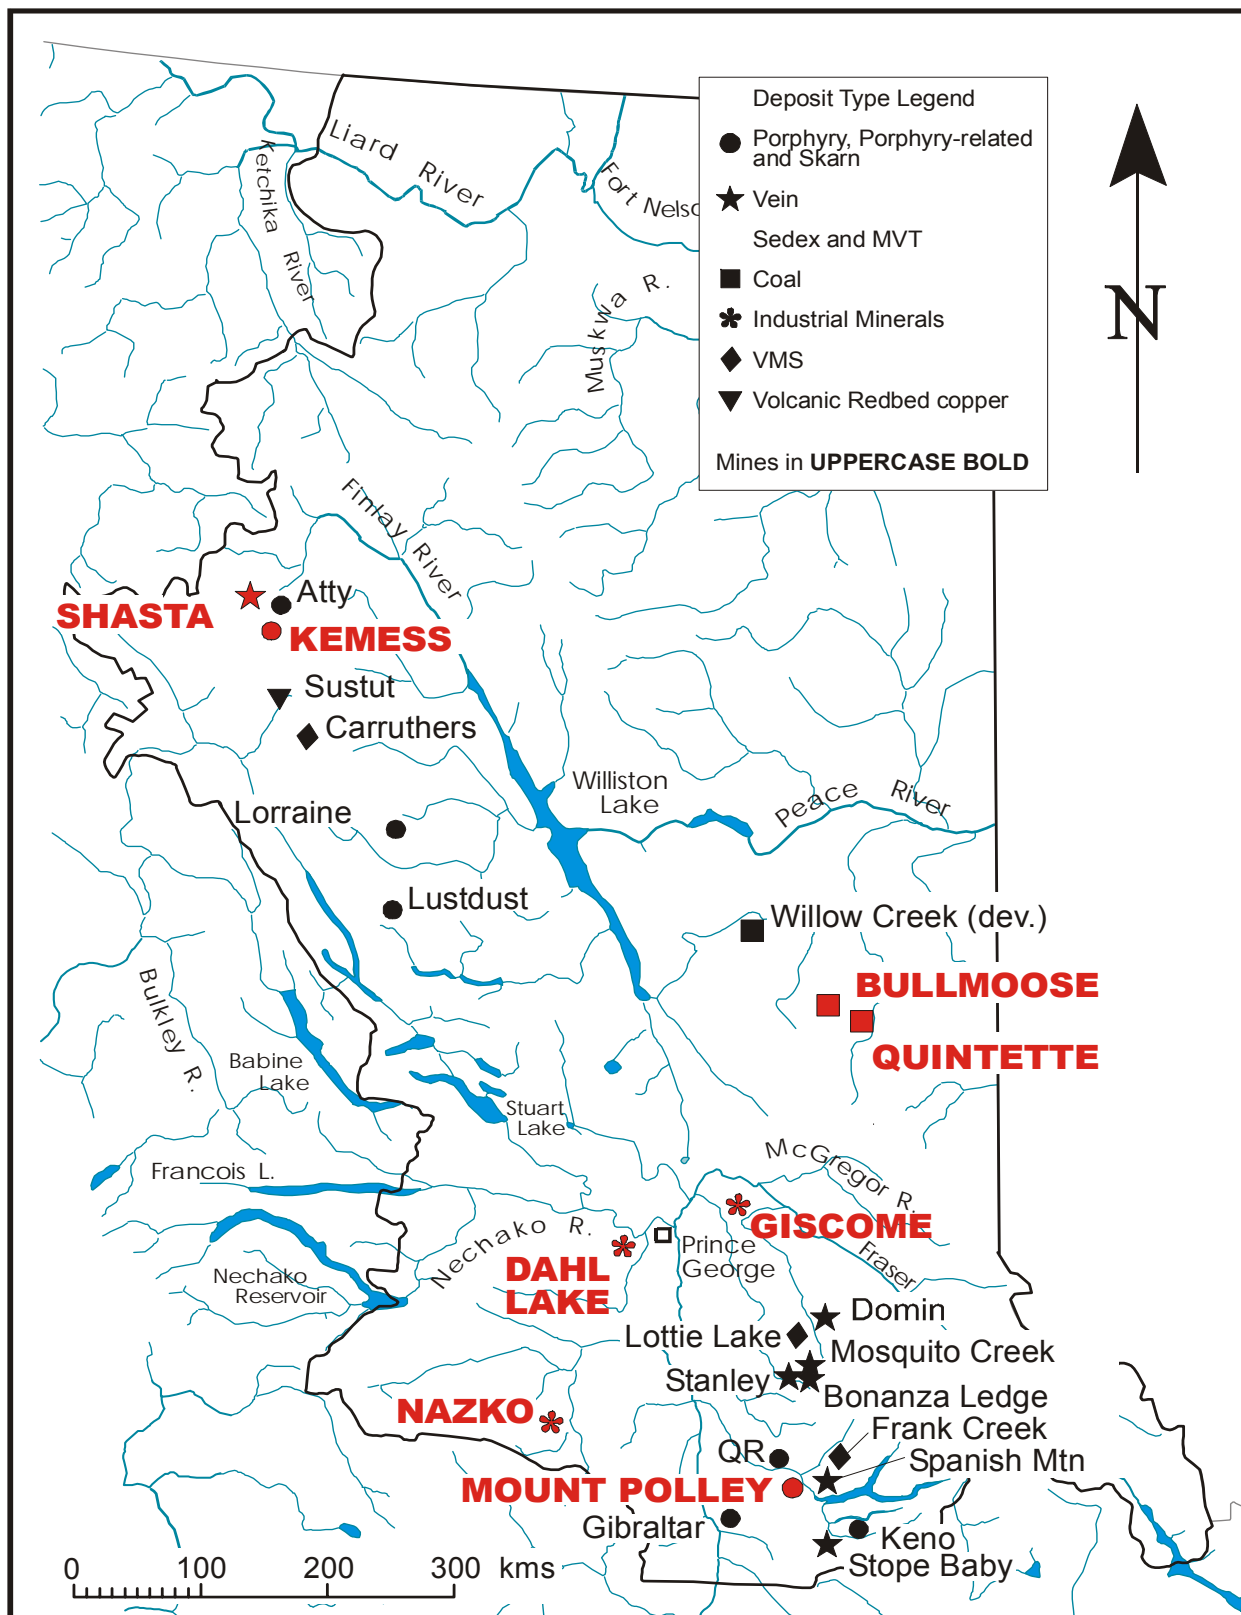 Deposit Type Legend
Porphyry, Porphyry-related
and Skarn
Vein
Sedex and MVT
Coal
Industrial Minerals
VMS
Volcanic Redbed copper
Mines in UPPERCASE BOLD
N
Liard River
Ketchika River
Fort Nelso
Muskwa R.
Finlay River
SHASTA
Atty
KEMESS
Sustut
Carruthers
Williston
Lake
Peace River
Lorraine
Lustdust
Willow Creek (dev.)
BULLMOOSE
QUINTETTE
Bulkley R.
Babine
Lake
Stuart
Lake
Francois L.
McGregor R.
GISCOME
Nechako R.
Prince
George
Fraser
DAHL
LAKE
Nechako
Reservoir
Domin
Lottie Lake
Mosquito Creek
Stanley
Bonanza Ledge
NAZKO
Frank Creek
QR
Spanish Mtn
MOUNT POLLEY
Gibraltar
Keno
Stope Baby
0 100 200 300 kms